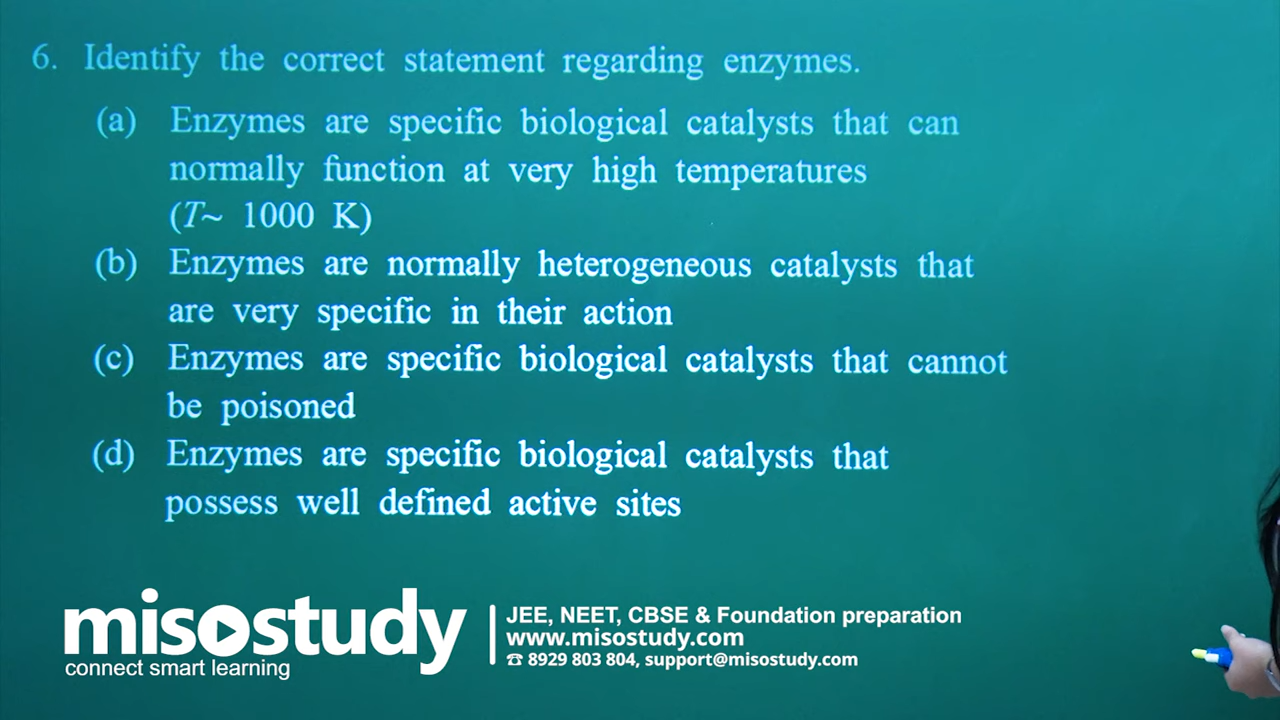 6. Identify the correct statement regarding enzymes.
(a) Enzymes are specific biological catalysts that can
normally function at very high temperatures
(T~ 1000 K)
(b) Enzymes are normally heterogeneous catalysts that
are very specific in their action
(c) Enzymes are specific biological catalysts that cannot
be poisoned
(d) Enzymes are specific biological catalysts that
possess well defined active sites
misostudy
connect smart learning
JEE, NEET, CBSE & Foundation preparation
www.misostudy.com
☎ 8929 803 804, support@misostudy.com